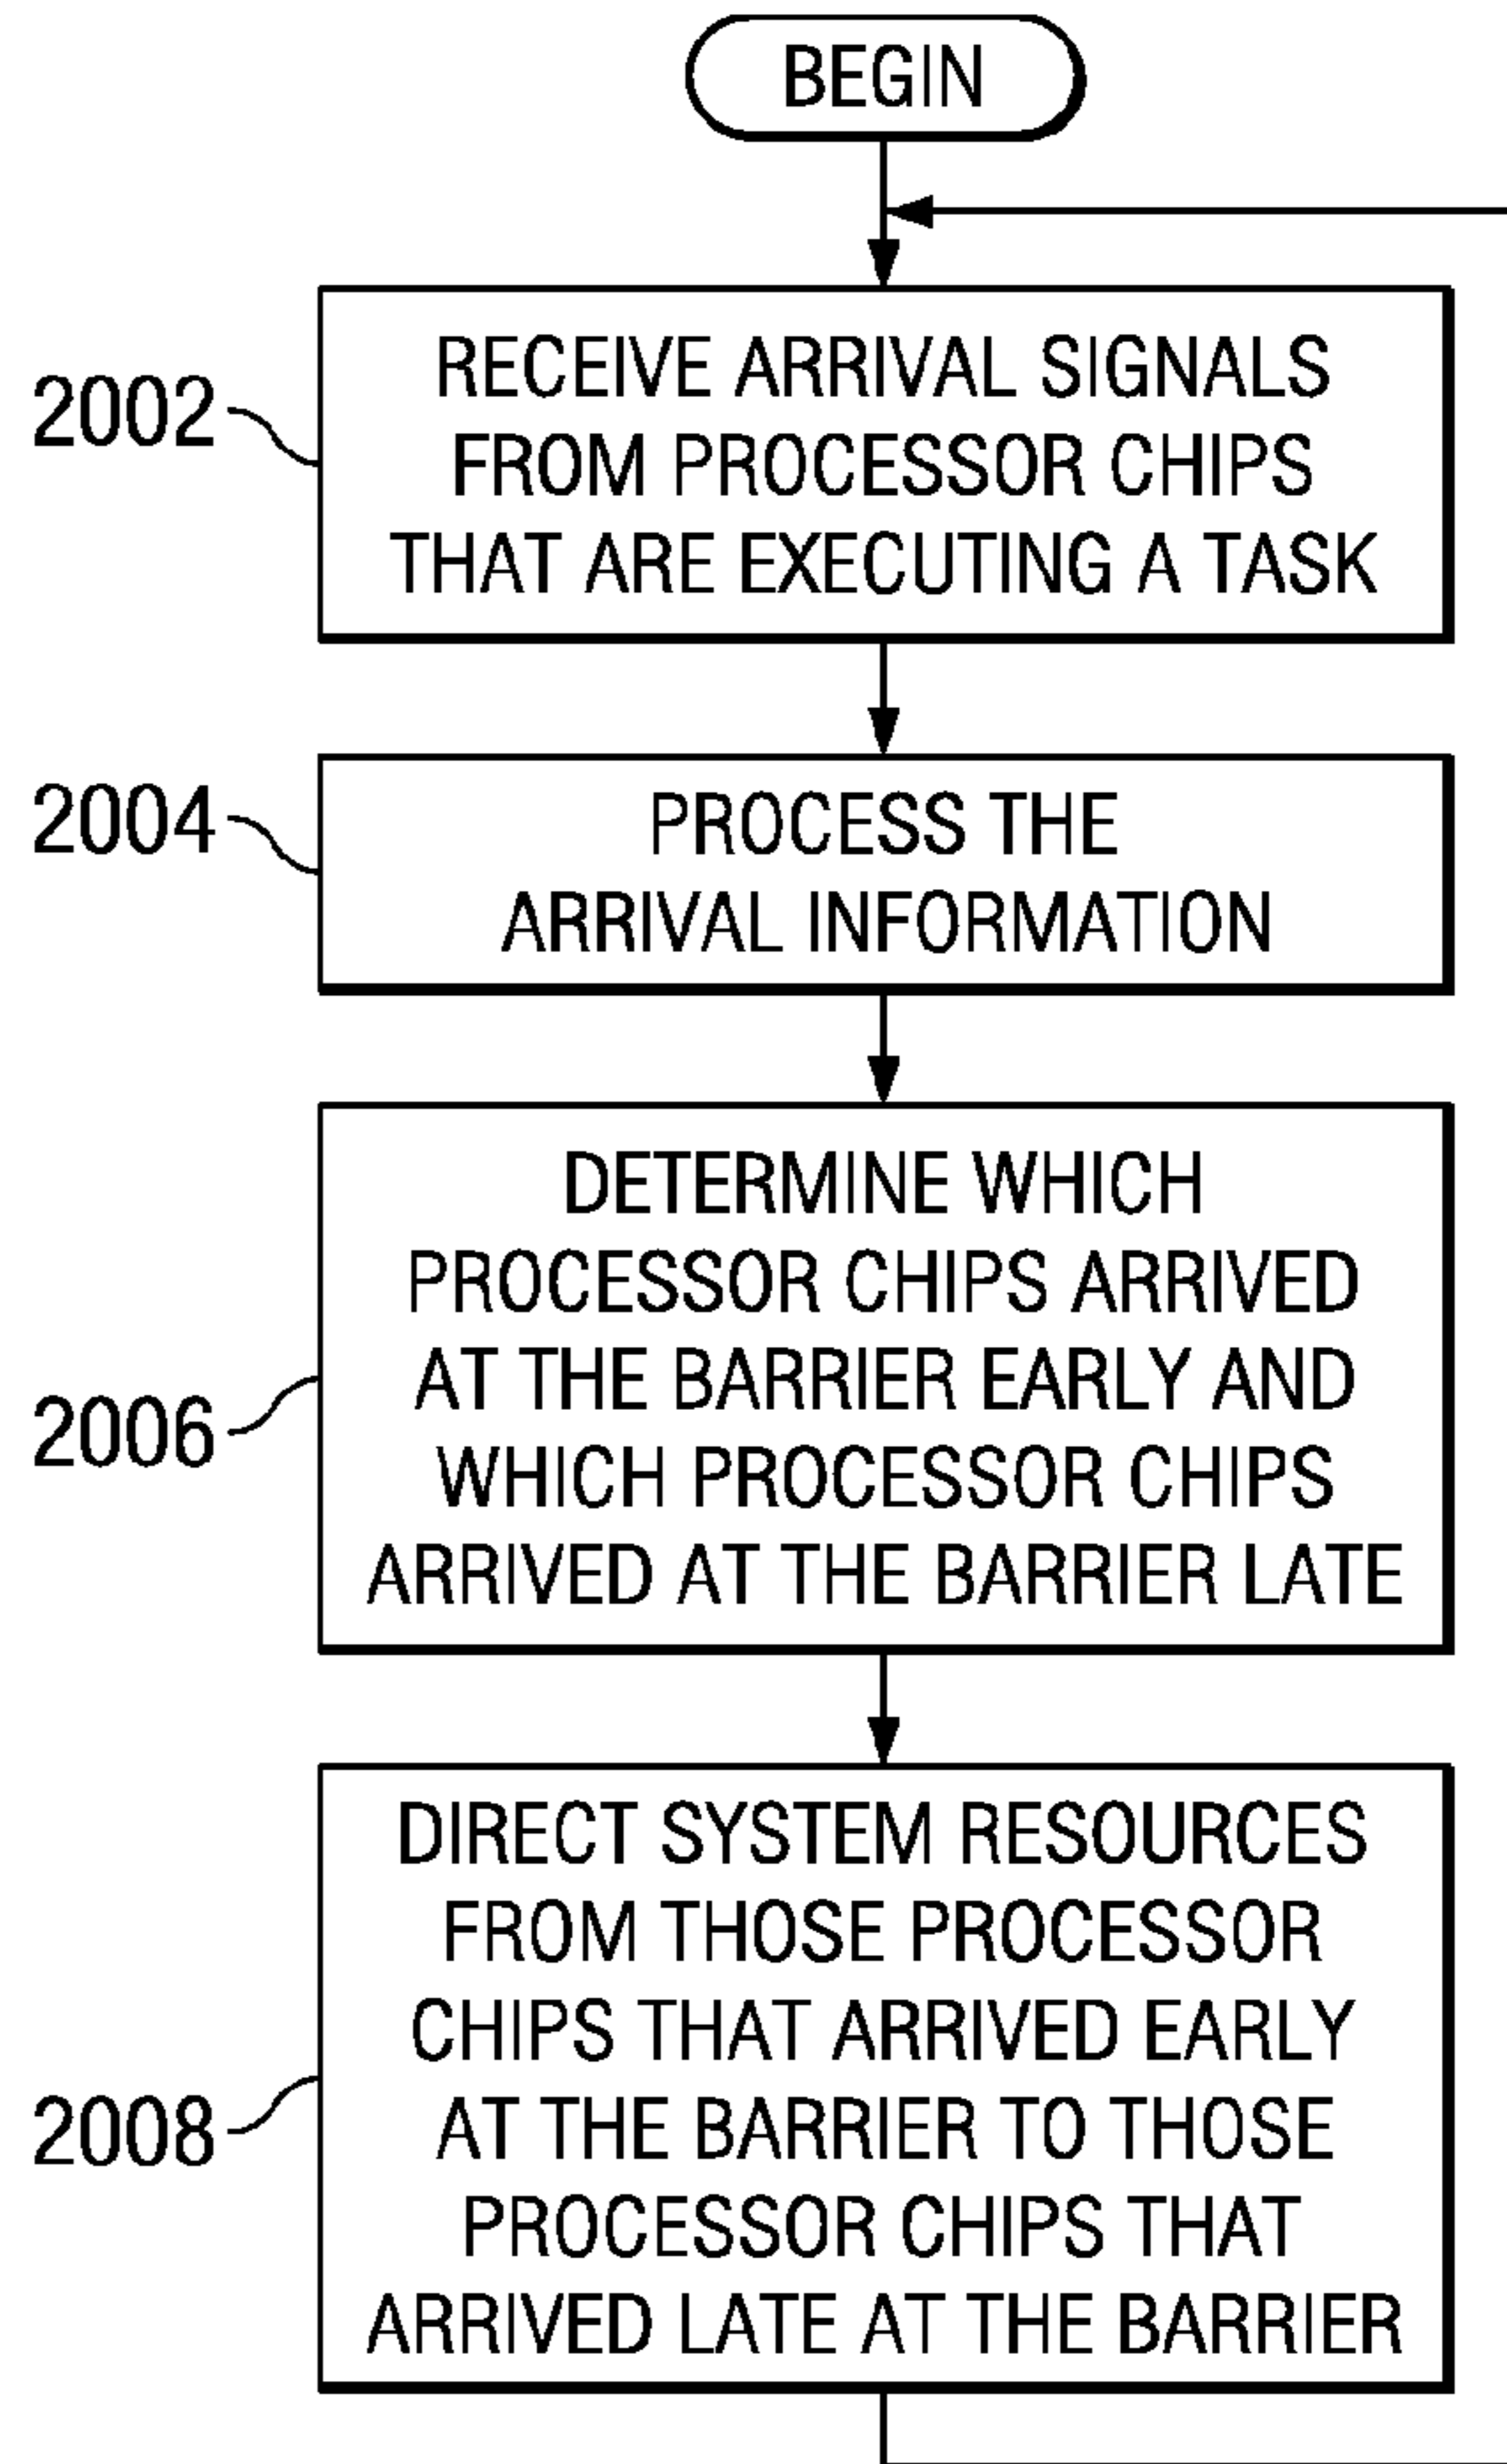 BEGIN
2002
RECEIVE ARRIVAL SIGNALS
FROM PROCESSOR CHIPS
THAT ARE EXECUTING A TASK
2004
PROCESS THE
ARRIVAL INFORMATION
2006
DETERMINE WHICH
PROCESSOR CHIPS ARRIVED
AT THE BARRIER EARLY AND
WHICH PROCESSOR CHIPS
ARRIVED AT THE BARRIER LATE
2008
DIRECT SYSTEM RESOURCES
FROM THOSE PROCESSOR
CHIPS THAT ARRIVED EARLY
AT THE BARRIER TO THOSE
PROCESSOR CHIPS THAT
ARRIVED LATE AT THE BARRIER